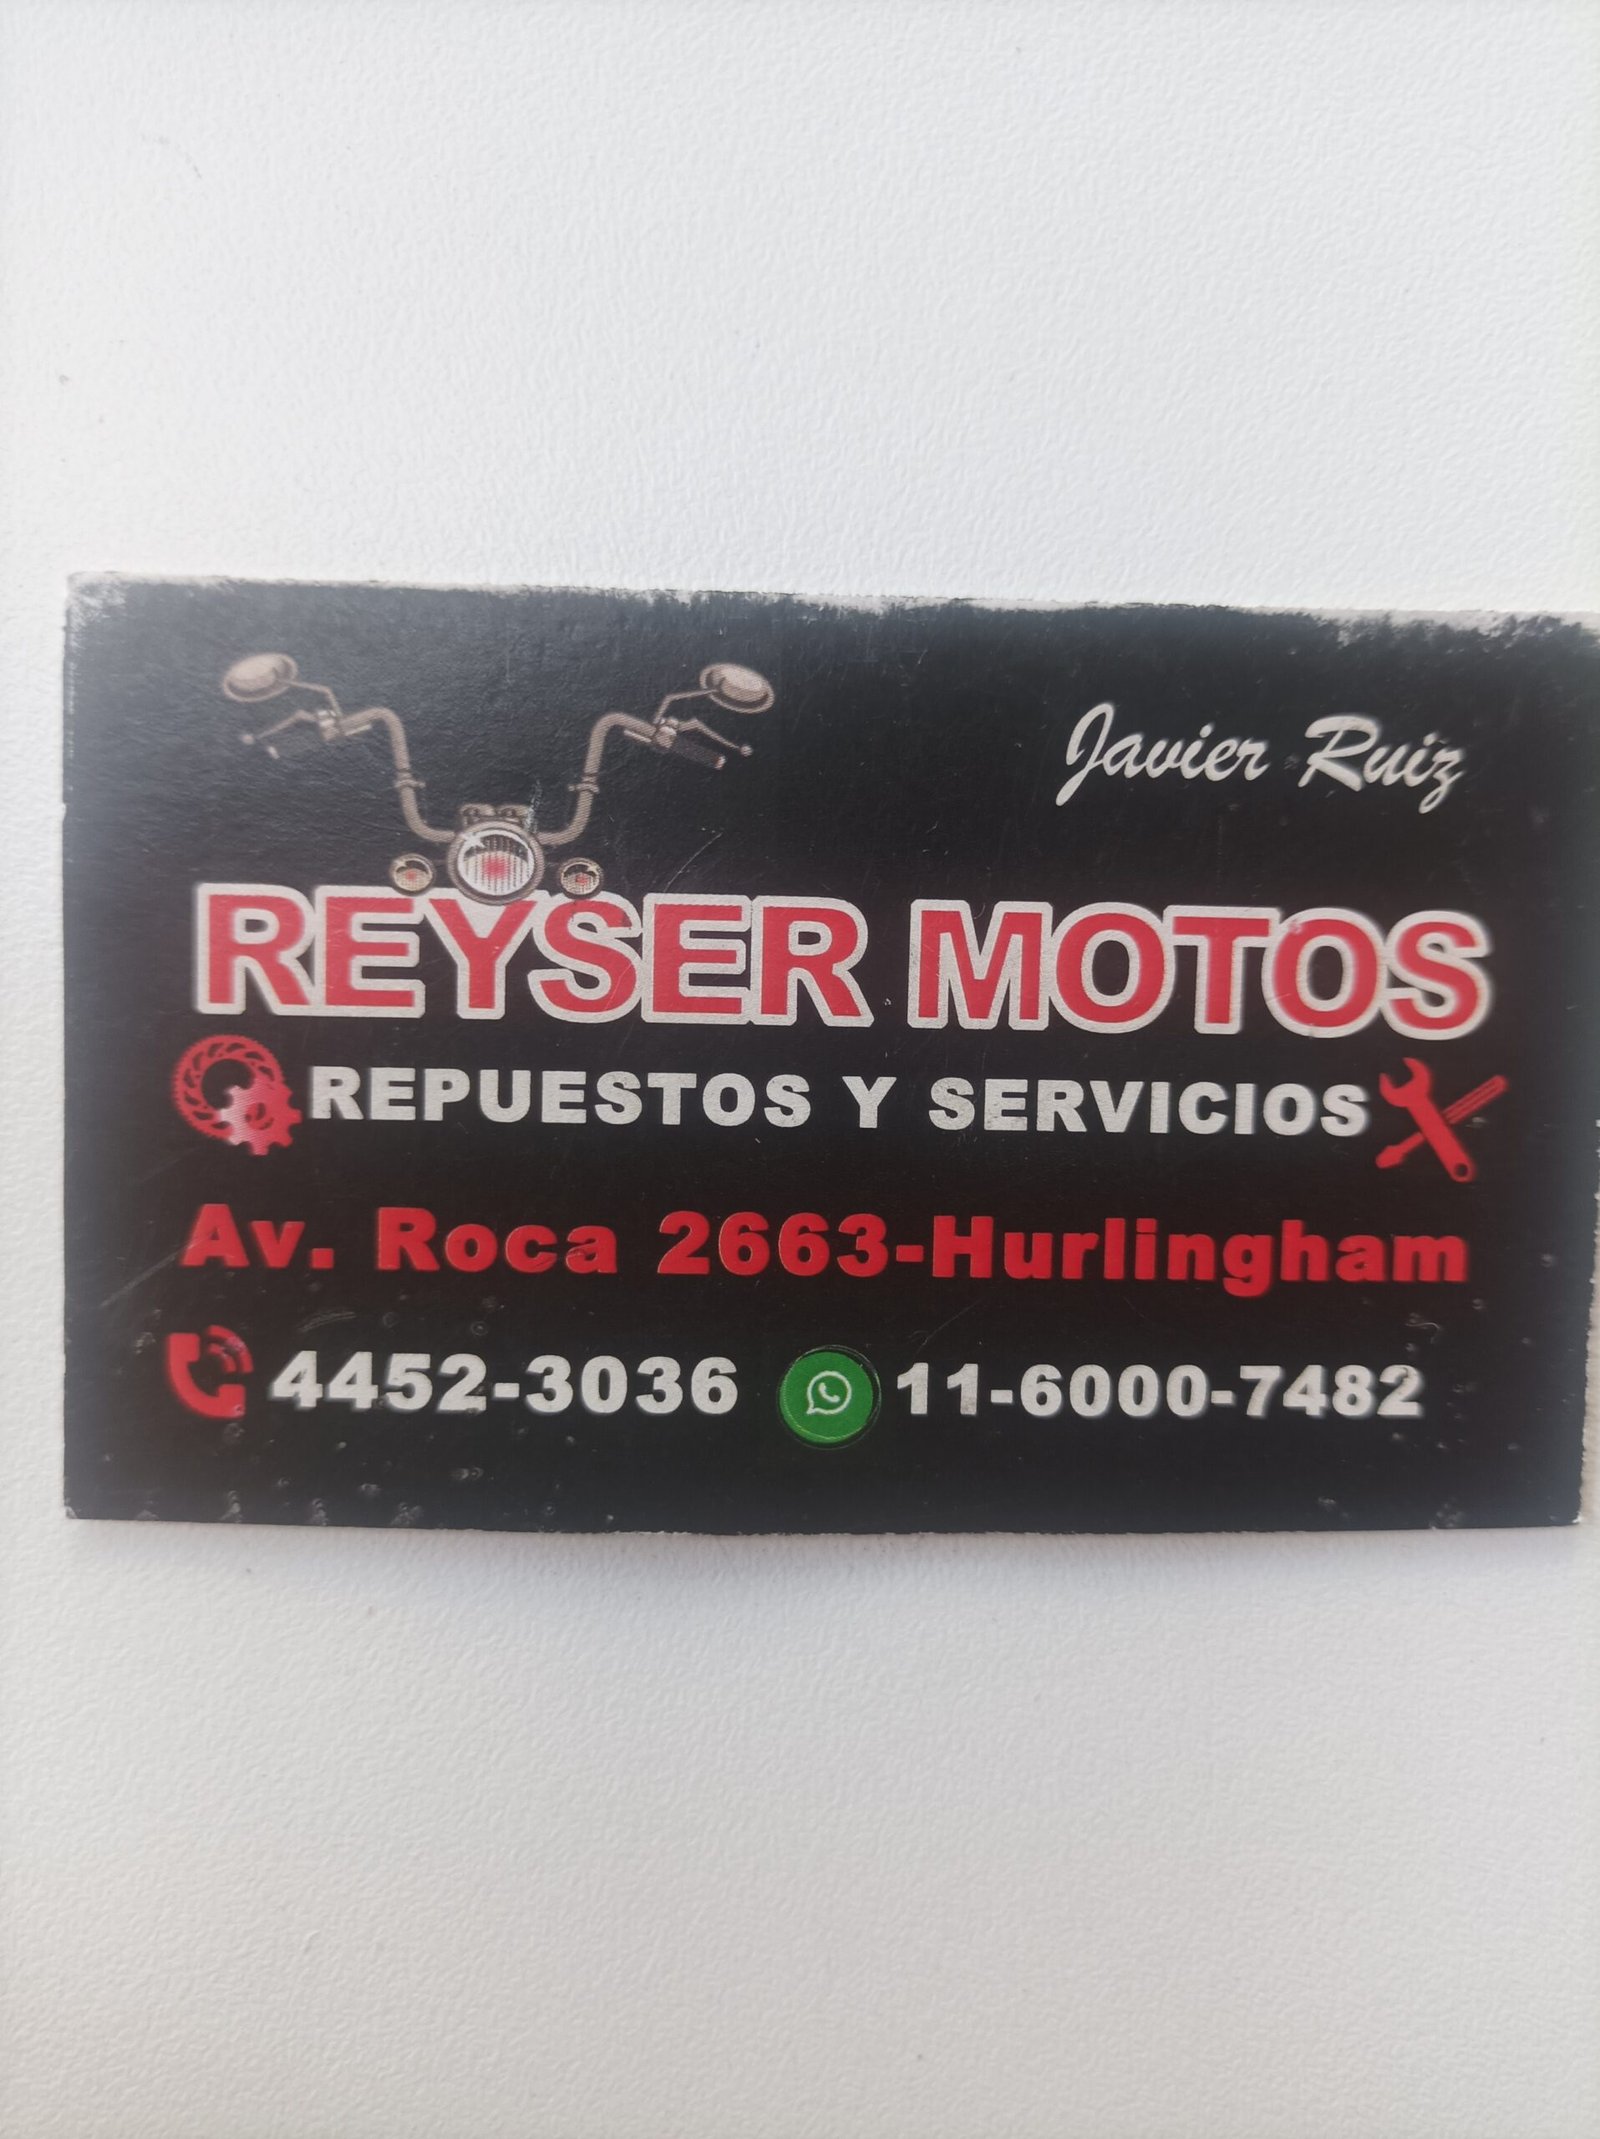 Javier Ruiz
REYSER MOTOS
REPUESTOS Y SERVICIOS
Av. Roca 2663-Hurlingham
4452-3036 11-6000-7482